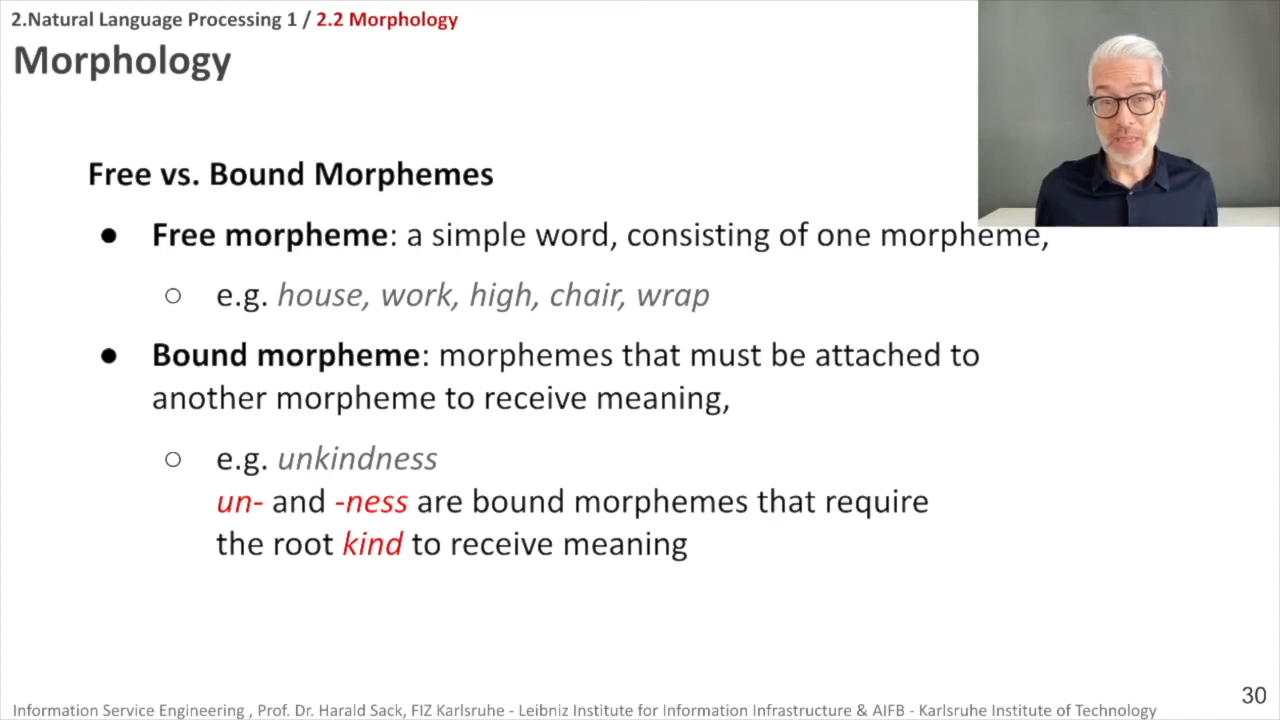 2.Natural Language Processing 1 / 2.2 Morphology
Morphology
Free vs. Bound Morphemes
● Free morpheme: a simple word, consisting of one morpheme,
○ e.g. house, work, high, chair, wrap
● Bound morpheme: morphemes that must be attached to
another morpheme to receive meaning,
○ e.g. unkindness
un- and -ness are bound morphemes that require
the root kind to receive meaning
30
Information Service Engineering , Prof. Dr. Harald Sack, FIZ Karlsruhe - Leibniz Institute for Information Infrastructure & AIFB - Karlsruhe Institute of Technology